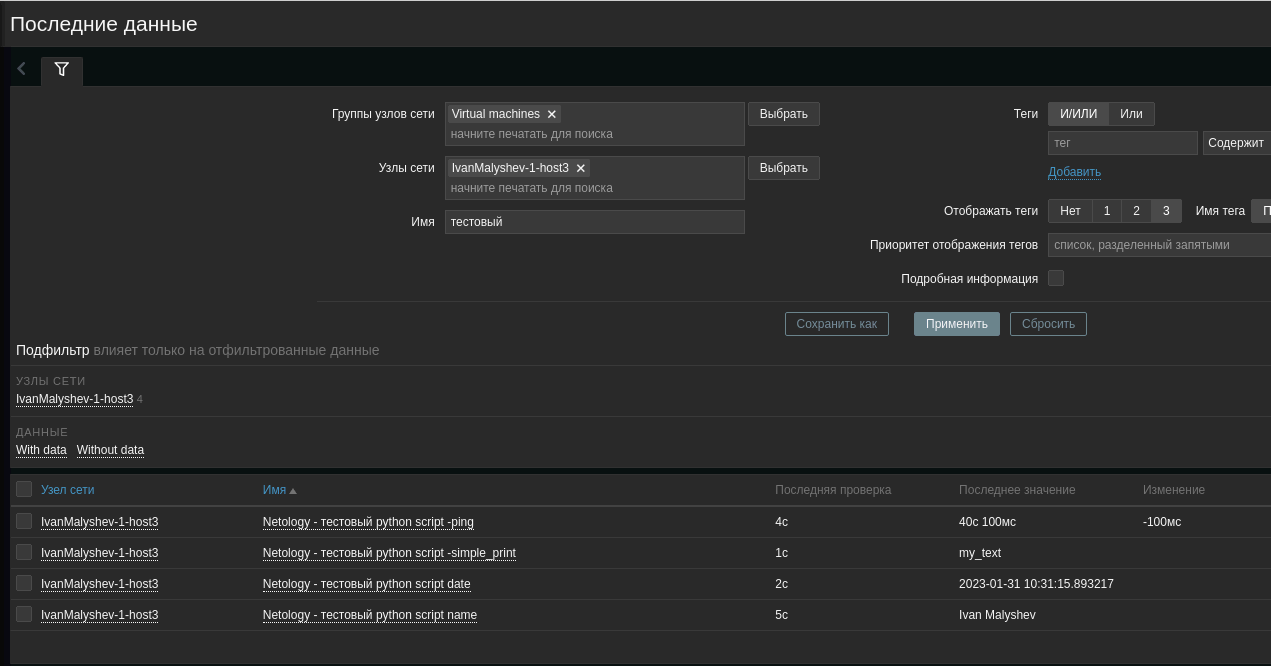 Последние данные
Группы узлов сети Virtual machines Выбрать
начните печатать для поиска
Узлы сети IvanMalyshev-1-host3 Выбрать
начните печатать для поиска
Имя тестовый
Теги И/ИЛИ Или
тег Содержит
Добавить
Отображать теги Нет 1 2 3 Имя тега
Приоритет отображения тегов список, разделенный запятыми
Подробная информация
Сохранить как Применить Сбросить
Подфильтр влияет только на отфильтрованные данные
УЗЛЫ СЕТИ
IvanMalyshev-1-host3 4
ДАННЫЕ
With data Without data
Узел сети Имя Последняя проверка Последнее значение Изменение
IvanMalyshev-1-host3 Netology - тестовый python script -ping 4с 40с 100мс -100мс
IvanMalyshev-1-host3 Netology - тестовый python script -simple_print 1с my_text
IvanMalyshev-1-host3 Netology - тестовый python script date 2с 2023-01-31 10:31:15.893217
IvanMalyshev-1-host3 Netology - тестовый python script name 5с Ivan Malyshev